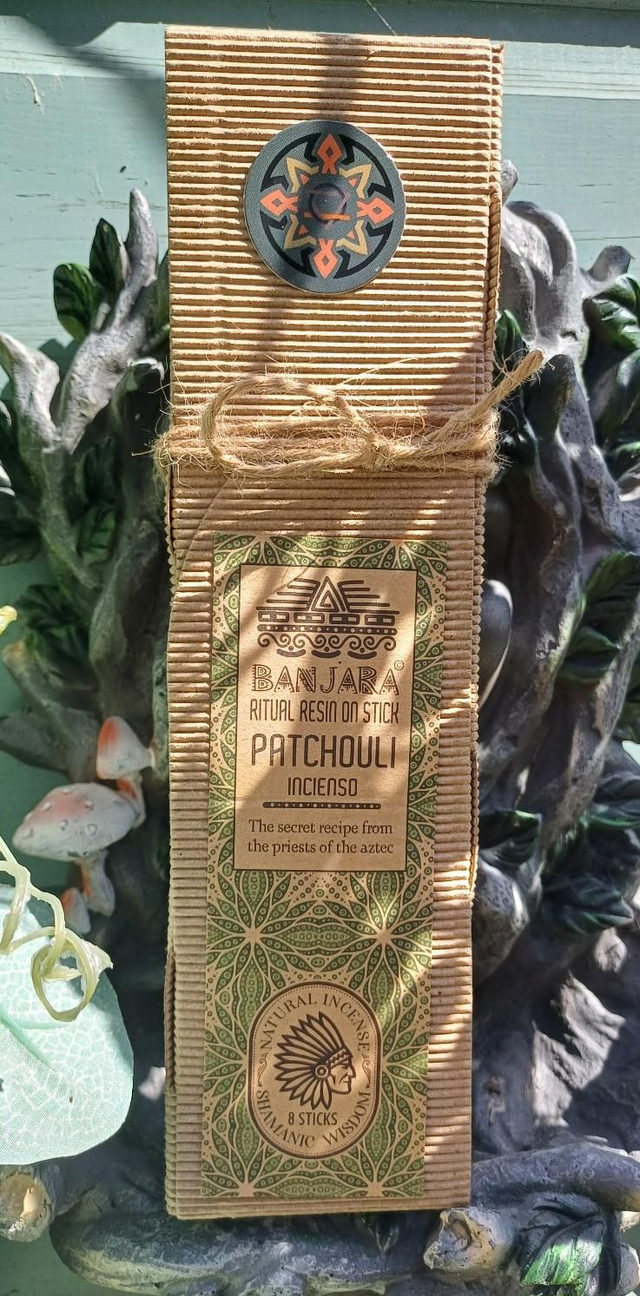 BANJARA©
RITUAL RESIN ON STICK
PATCHOULI
INCIENSO
The secret recipe from
the priests of the aztec
NATURAL INCENSE
8 STICKS
SHAMANIC WISDOM